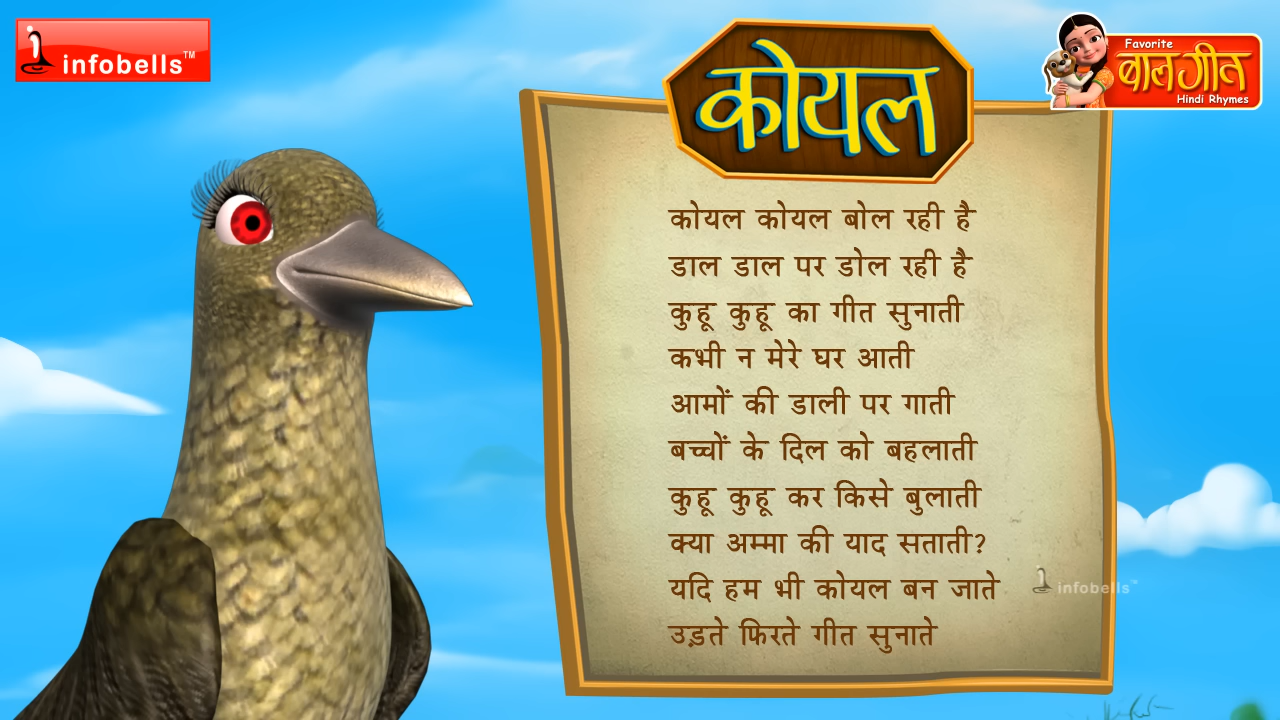 infobells™
Favorite
बालगीत
Hindi Rhymes
कोयल
कोयल कोयल बोल रही है
डाल डाल पर डोल रही है
कुहू कुहू का गीत सुनाती
कभी न मेरे घर आती
आमों की डाली पर गाती
बच्चों के दिल को बहलाती
कुहू कुहू कर किसे बुलाती
क्या अम्मा की याद सताती?
यदि हम भी कोयल बन जाते
उड़ते फिरते गीत सुनाते
infobells™